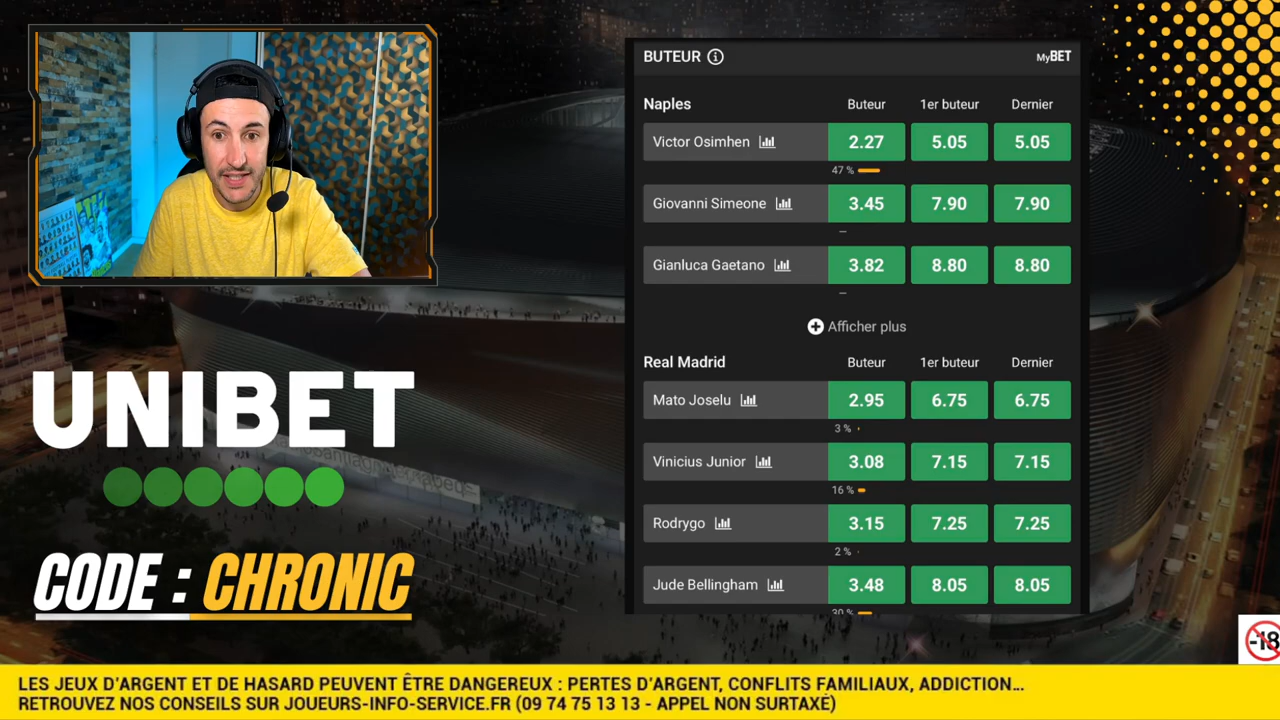 BUTEUR
MyBET
Naples Buteur 1er buteur Dernier
Victor Osimhen 2.27 5.05 5.05
47 %
Giovanni Simeone 3.45 7.90 7.90
–
Gianluca Gaetano 3.82 8.80 8.80
–
Afficher plus
Real Madrid Buteur 1er buteur Dernier
Mato Joselu 2.95 6.75 6.75
3 %
Vinicius Junior 3.08 7.15 7.15
16 %
Rodrygo 3.15 7.25 7.25
2 %
Jude Bellingham 3.48 8.05 8.05
30 %
UNIBET
CODE : CHRONIC
-18
LES JEUX D'ARGENT ET DE HASARD PEUVENT ÊTRE DANGEREUX : PERTES D'ARGENT, CONFLITS FAMILIAUX, ADDICTION...
RETROUVEZ NOS CONSEILS SUR JOUEURS-INFO-SERVICE.FR (09 74 75 13 13 - APPEL NON SURTAXÉ)